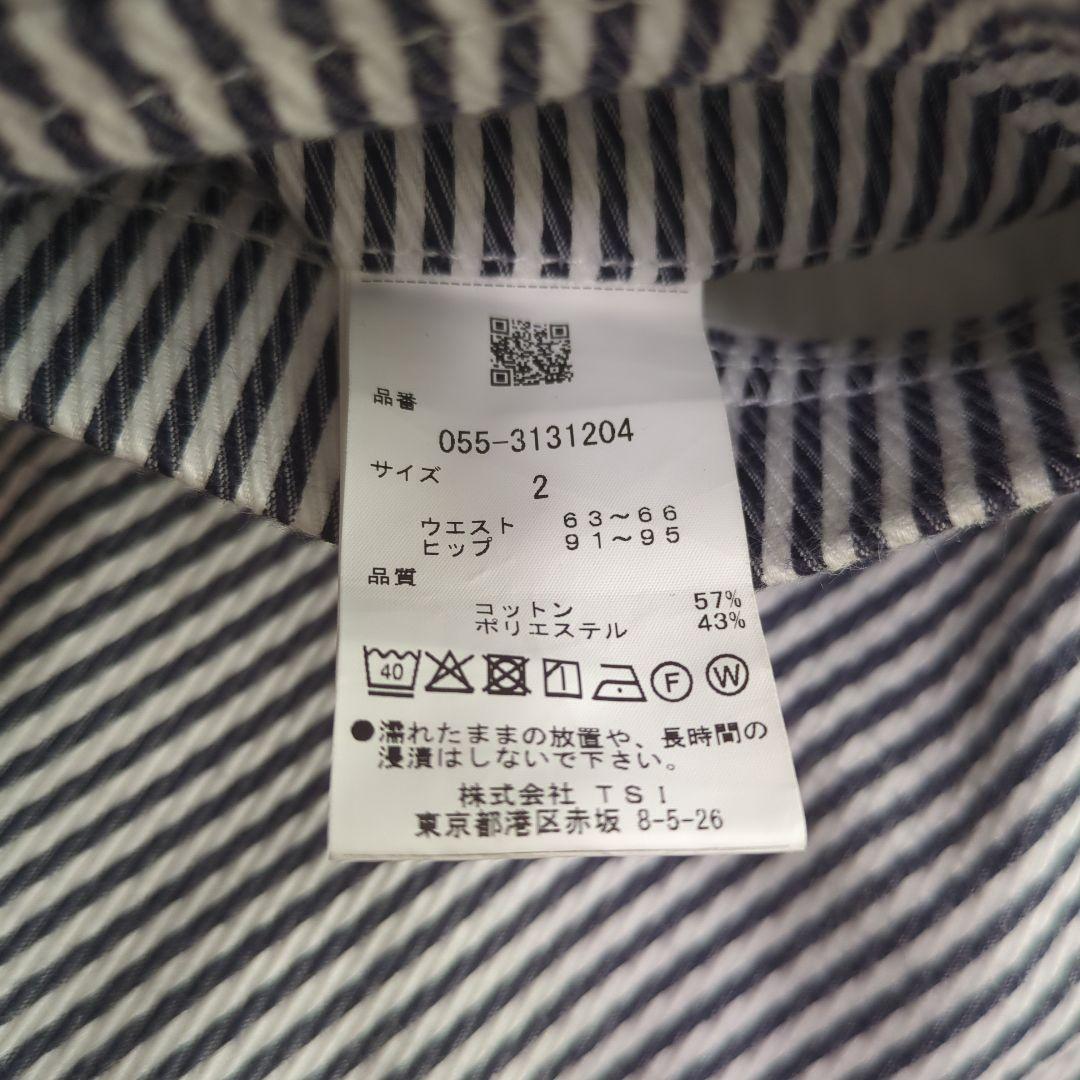 品番
055-3131204
サイズ
2
ウエスト 63～66
ヒップ 91～95
品質
コットン 57%
ポリエステル 43%
40 F W
●濡れたままの放置や、長時間の
浸漬はしないで下さい。
株式会社 TSI
東京都港区赤坂 8-5-26